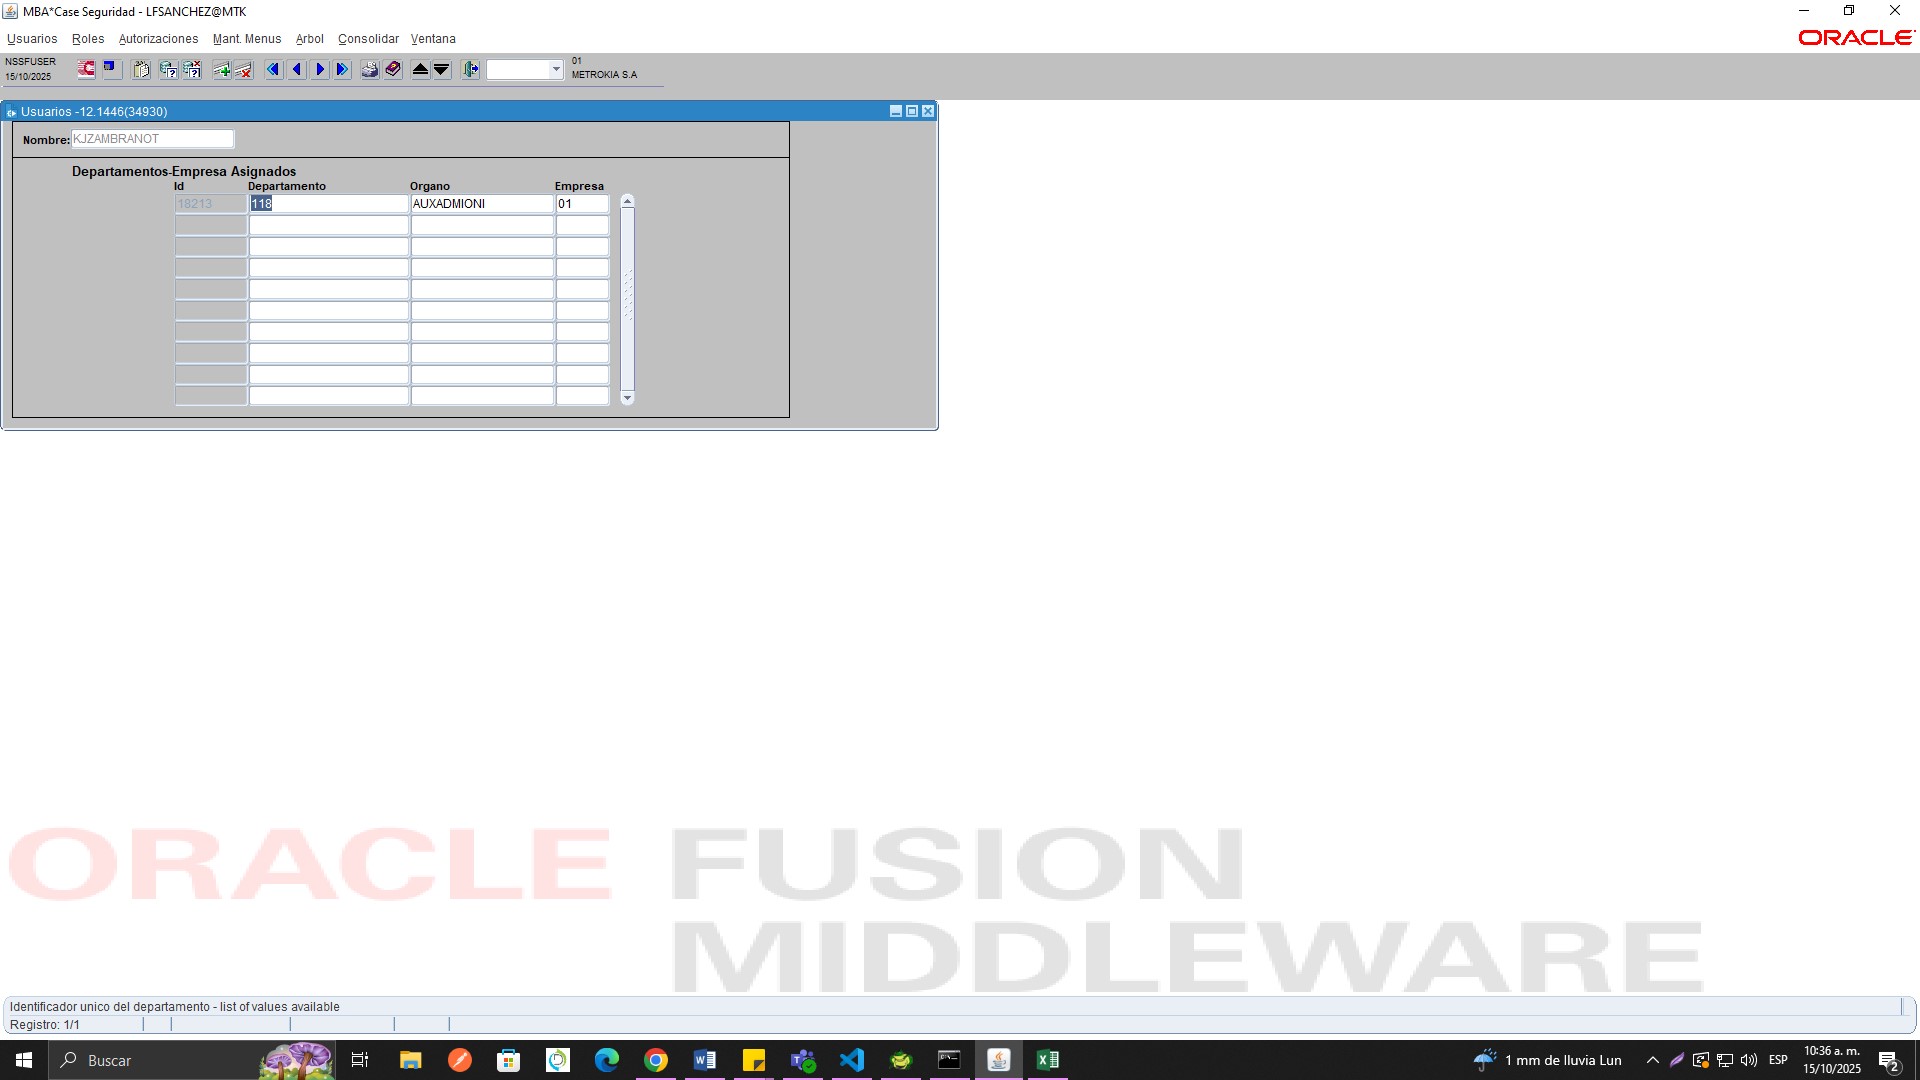 MBA*Case Seguridad - LFSANCHEZ@MTK
Usuarios Roles Autorizaciones Mant. Menus Arbol Consolidar Ventana
ORACLE
NSSFUSER
15/10/2025
01
METROKIA S.A
Usuarios -12.1446(34930)
Nombre: KJZAMBRANOT
Departamentos-Empresa Asignados
Id Departamento Organo Empresa
18213 118 AUXADMIONI 01
ORACLE FUSION
MIDDLEWARE
Identificador unico del departamento - list of values available
Registro: 1/1
Buscar
1 mm de lluvia Lun
ESP
10:36 a. m.
15/10/2025
2